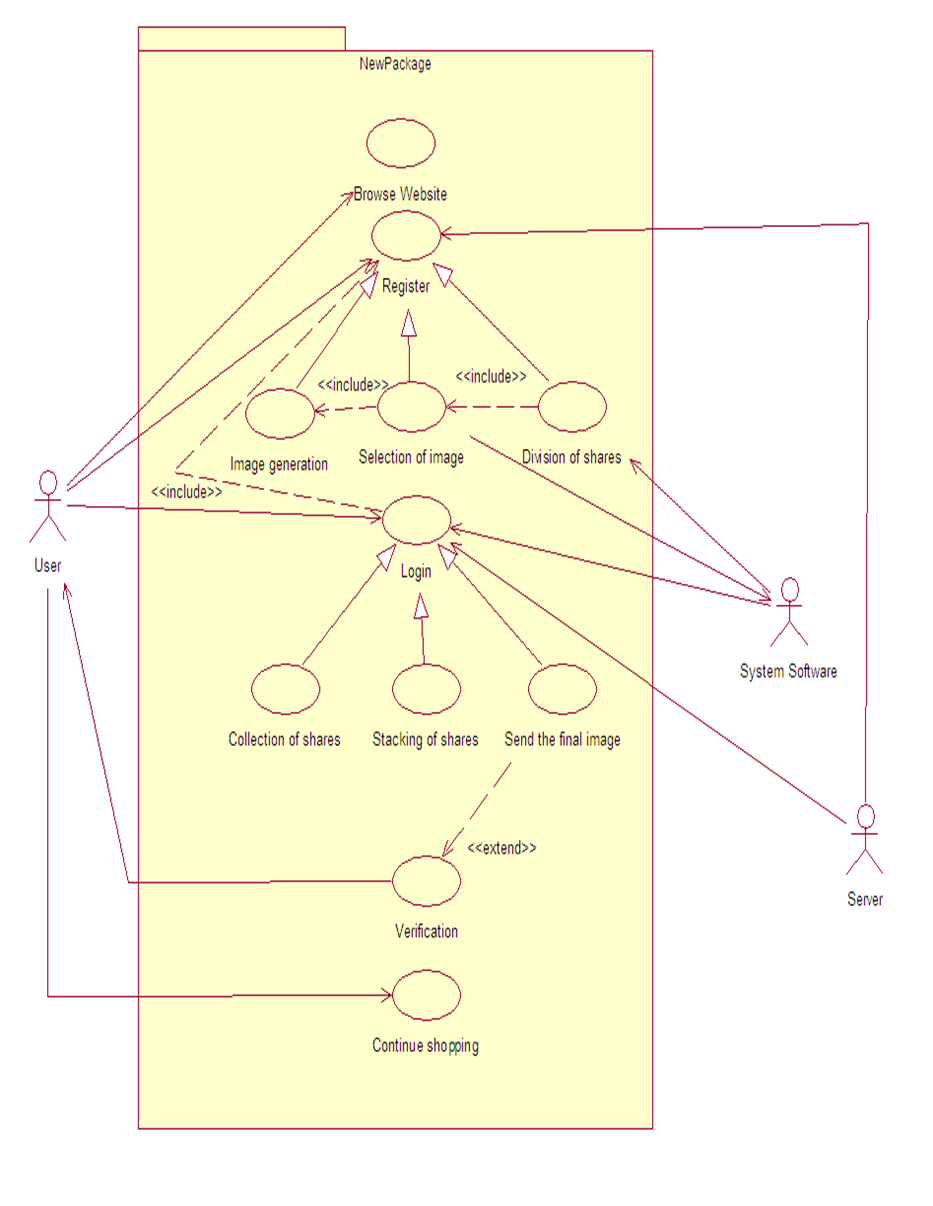 NewPackage
Browse Website
Register
<<include>>
<<include>>
Image generation
Selection of image
Division of shares
<<include>>
User
Login
System Software
Collection of shares
Stacking of shares
Send the final image
<<extend>>
Server
Verification
Continue shopping